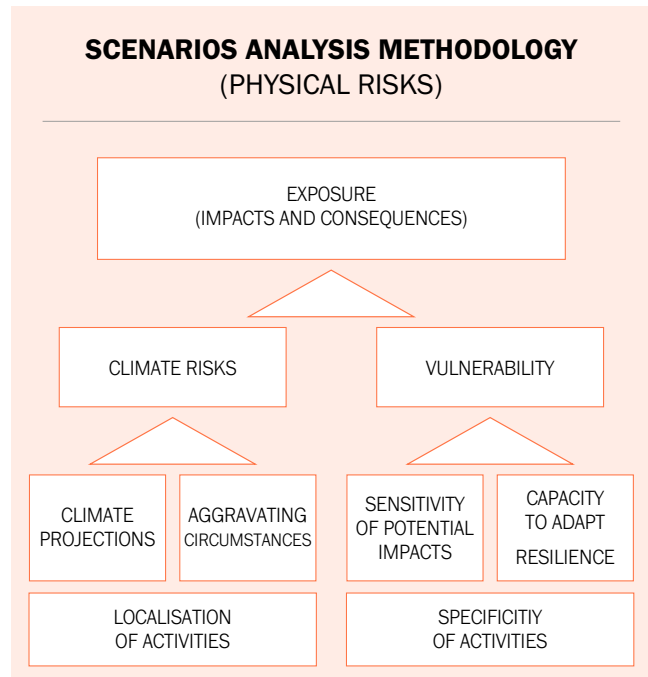 SCENARIOS ANALYSIS METHODOLOGY
(PHYSICAL RISKS)
EXPOSURE
(IMPACTS AND CONSEQUENCES)
CLIMATE RISKS
VULNERABILITY
CLIMATE
PROJECTIONS
AGGRAVATING
CIRCUMSTANCES
SENSITIVITY
OF POTENTIAL
IMPACTS
CAPACITY
TO ADAPT
RESILIENCE
LOCALISATION
OF ACTIVITIES
SPECIFICITIY
OF ACTIVITIES